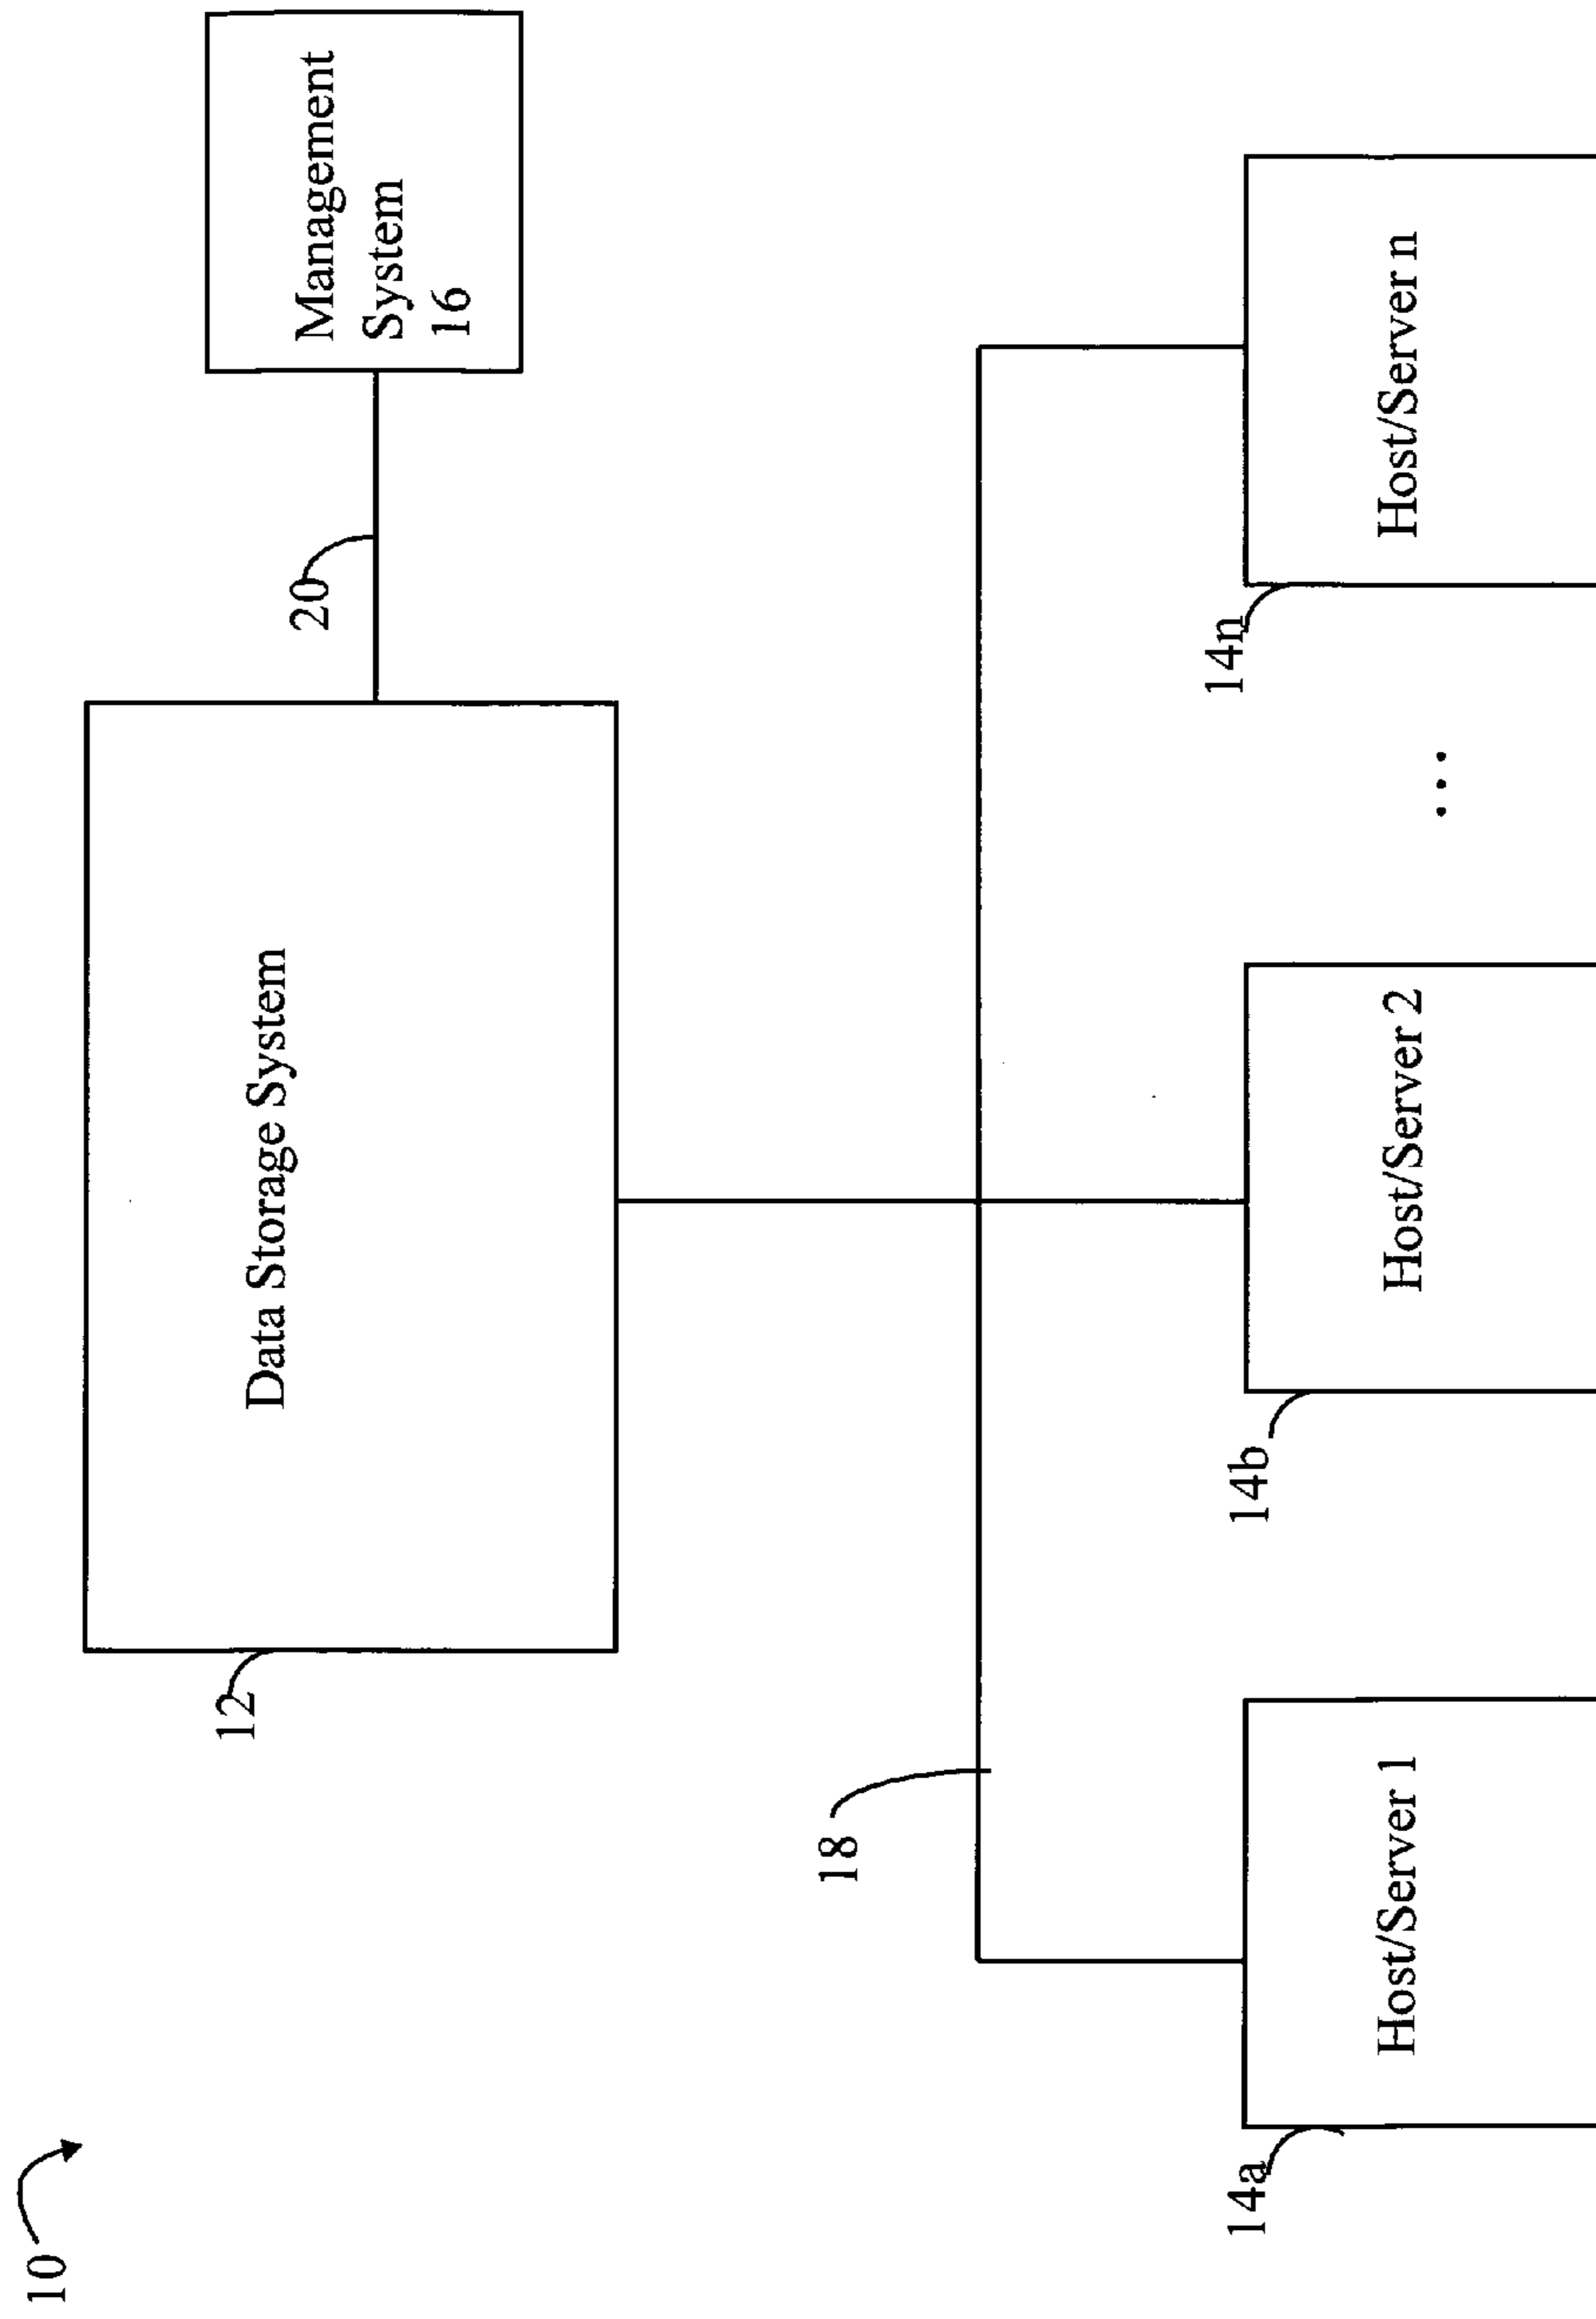 10
Management
System
16
20
Data Storage System
12
18
14a
Host/Server 1
14b
Host/Server 2
...
14n
Host/Server n